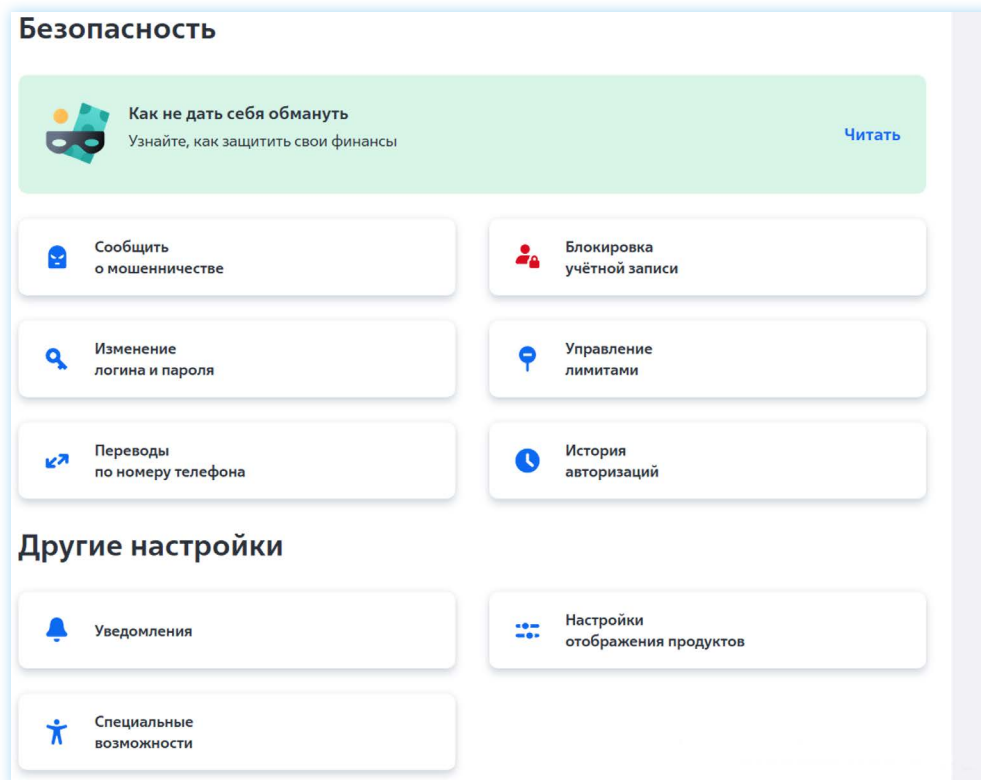 Безопасность
Как не дать себя обмануть
Узнайте, как защитить свои финансы
Читать
Сообщить
о мошенничестве
Блокировка
учётной записи
Изменение
логина и пароля
Управление
лимитами
Переводы
по номеру телефона
История
авторизаций
Другие настройки
Уведомления
Настройки
отображения продуктов
Специальные
возможности